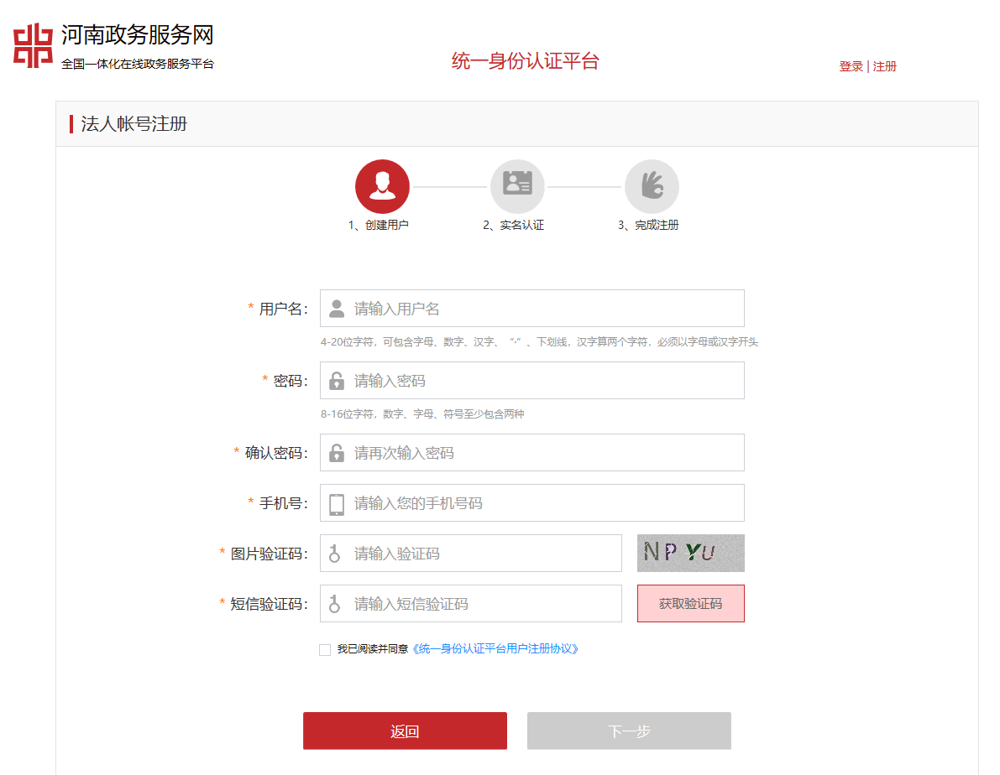 河南政务服务网
全国一体化在线政务服务平台
统一身份认证平台
登录 | 注册
法人帐号注册
1、创建用户
2、实名认证
3、完成注册
* 用户名：
请输入用户名
4-20位字符，可包含字母、数字、汉字、“·”、下划线，汉字算两个字符，必须以字母或汉字开头
* 密码：
请输入密码
8-16位字符，数字、字母、符号至少包含两种
* 确认密码：
请再次输入密码
* 手机号：
请输入您的手机号码
* 图片验证码：
请输入验证码
NPYU
* 短信验证码：
请输入短信验证码
获取验证码
我已阅读并同意《统一身份认证平台用户注册协议》
返回
下一步